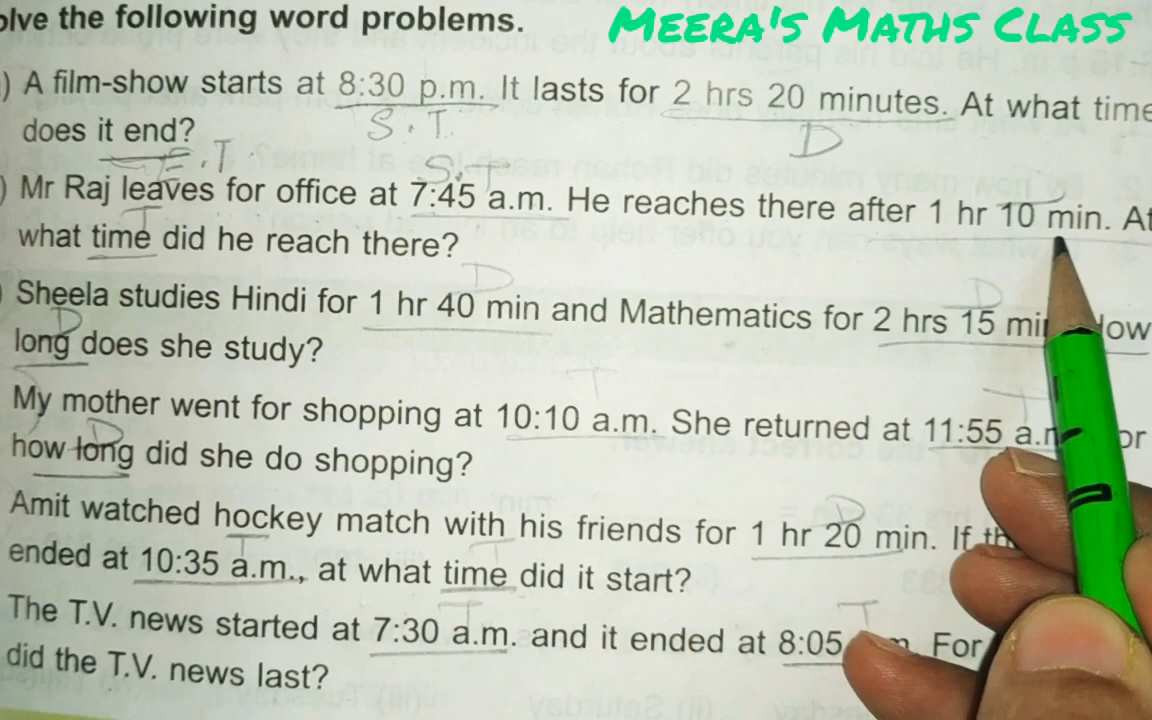 MEERA'S MATHS CLASS
olve the following word problems.
) A film-show starts at 8:30 p.m. It lasts for 2 hrs 20 minutes. At what time
S.T. D
does it end?
E.T S.T
) Mr Raj leaves for office at 7:45 a.m. He reaches there after 1 hr 10 min. At
T
what time did he reach there?
D D
Sheela studies Hindi for 1 hr 40 min and Mathematics for 2 hrs 15 min How
D
long does she study?
T T
My mother went for shopping at 10:10 a.m. She returned at 11:55 a.m or
D
how long did she do shopping?
D
Amit watched hockey match with his friends for 1 hr 20 min. If th
T T
ended at 10:35 a.m., at what time did it start?
T T
The T.V. news started at 7:30 a.m. and it ended at 8:05 For
did the T.V. news last?